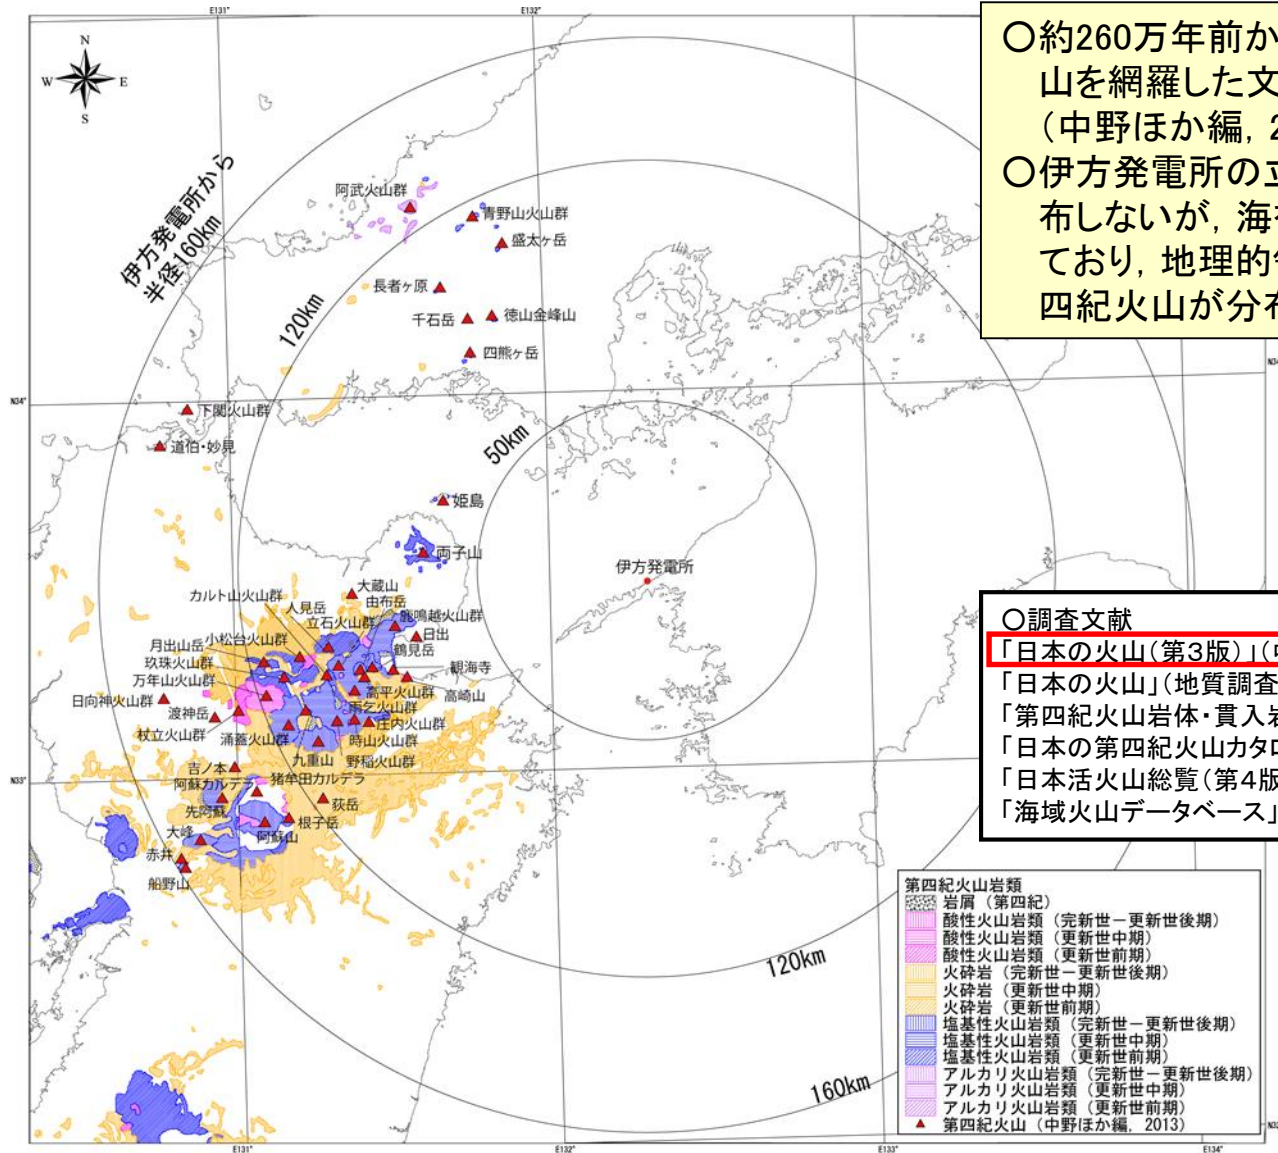 E131°
E132°
N
W
E
S
○約260万年前か
山を網羅した文
(中野ほか編, 2
○伊方発電所の立
布しないが, 海
ており, 地理的
四紀火山が分布
伊方発電所から
半径160km
120km
50km
阿武火山群
青野山火山群
盛太ヶ岳
長者ヶ原
千石岳
徳山金峰山
四熊ヶ岳
N34°
N34
下関火山群
道伯・妙見
姫島
両子山
伊方発電所
大蔵山
カルト山火山群
由布岳
人見岳
鹿鳴越火山群
立石火山群
小松台火山群
日出
月出山岳
鶴見岳
玖珠火山群
観海寺
万年山火山群
高平火山群
高崎山
日向神火山群
雨乞火山群
渡神岳
庄内火山群
杖立火山群
涌蓋火山群
時山火山群
九重山
野稲火山群
N33°
吉ノ本
猪牟田カルデラ
阿蘇カルデラ
先阿蘇
荻岳
大峰
根子岳
阿蘇山
赤井
船野山
○調査文献
「日本の火山(第3版)」(中
「日本の火山」(地質調査
「第四紀火山岩体・貫入岩
「日本の第四紀火山カタロ
「日本活火山総覧(第4版
「海域火山データベース」
120km
160km
第四紀火山岩類
岩屑 (第四紀)
酸性火山岩類 (完新世－更新世後期)
酸性火山岩類 (更新世中期)
酸性火山岩類 (更新世前期)
火砕岩 (完新世－更新世後期)
火砕岩 (更新世中期)
火砕岩 (更新世前期)
塩基性火山岩類 (完新世－更新世後期)
塩基性火山岩類 (更新世中期)
塩基性火山岩類 (更新世前期)
アルカリ火山岩類 (完新世－更新世後期)
アルカリ火山岩類 (更新世中期)
アルカリ火山岩類 (更新世前期)
第四紀火山 (中野ほか編, 2013)
E131°
E132°
E133°
E134°